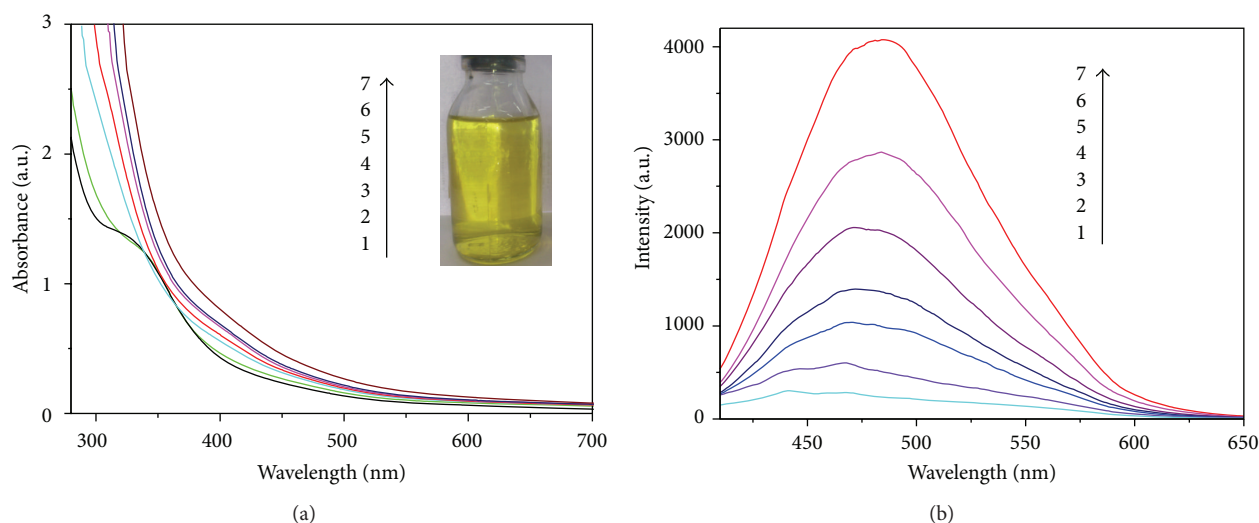 3
2
1
0
Absorbance (a.u.)
7
6
5
4
3
2
1
300 400 500 600 700
Wavelength (nm)
(a)
4000
3000
2000
1000
0
Intensity (a.u.)
7
6
5
4
3
2
1
450 500 550 600 650
Wavelength (nm)
(b)